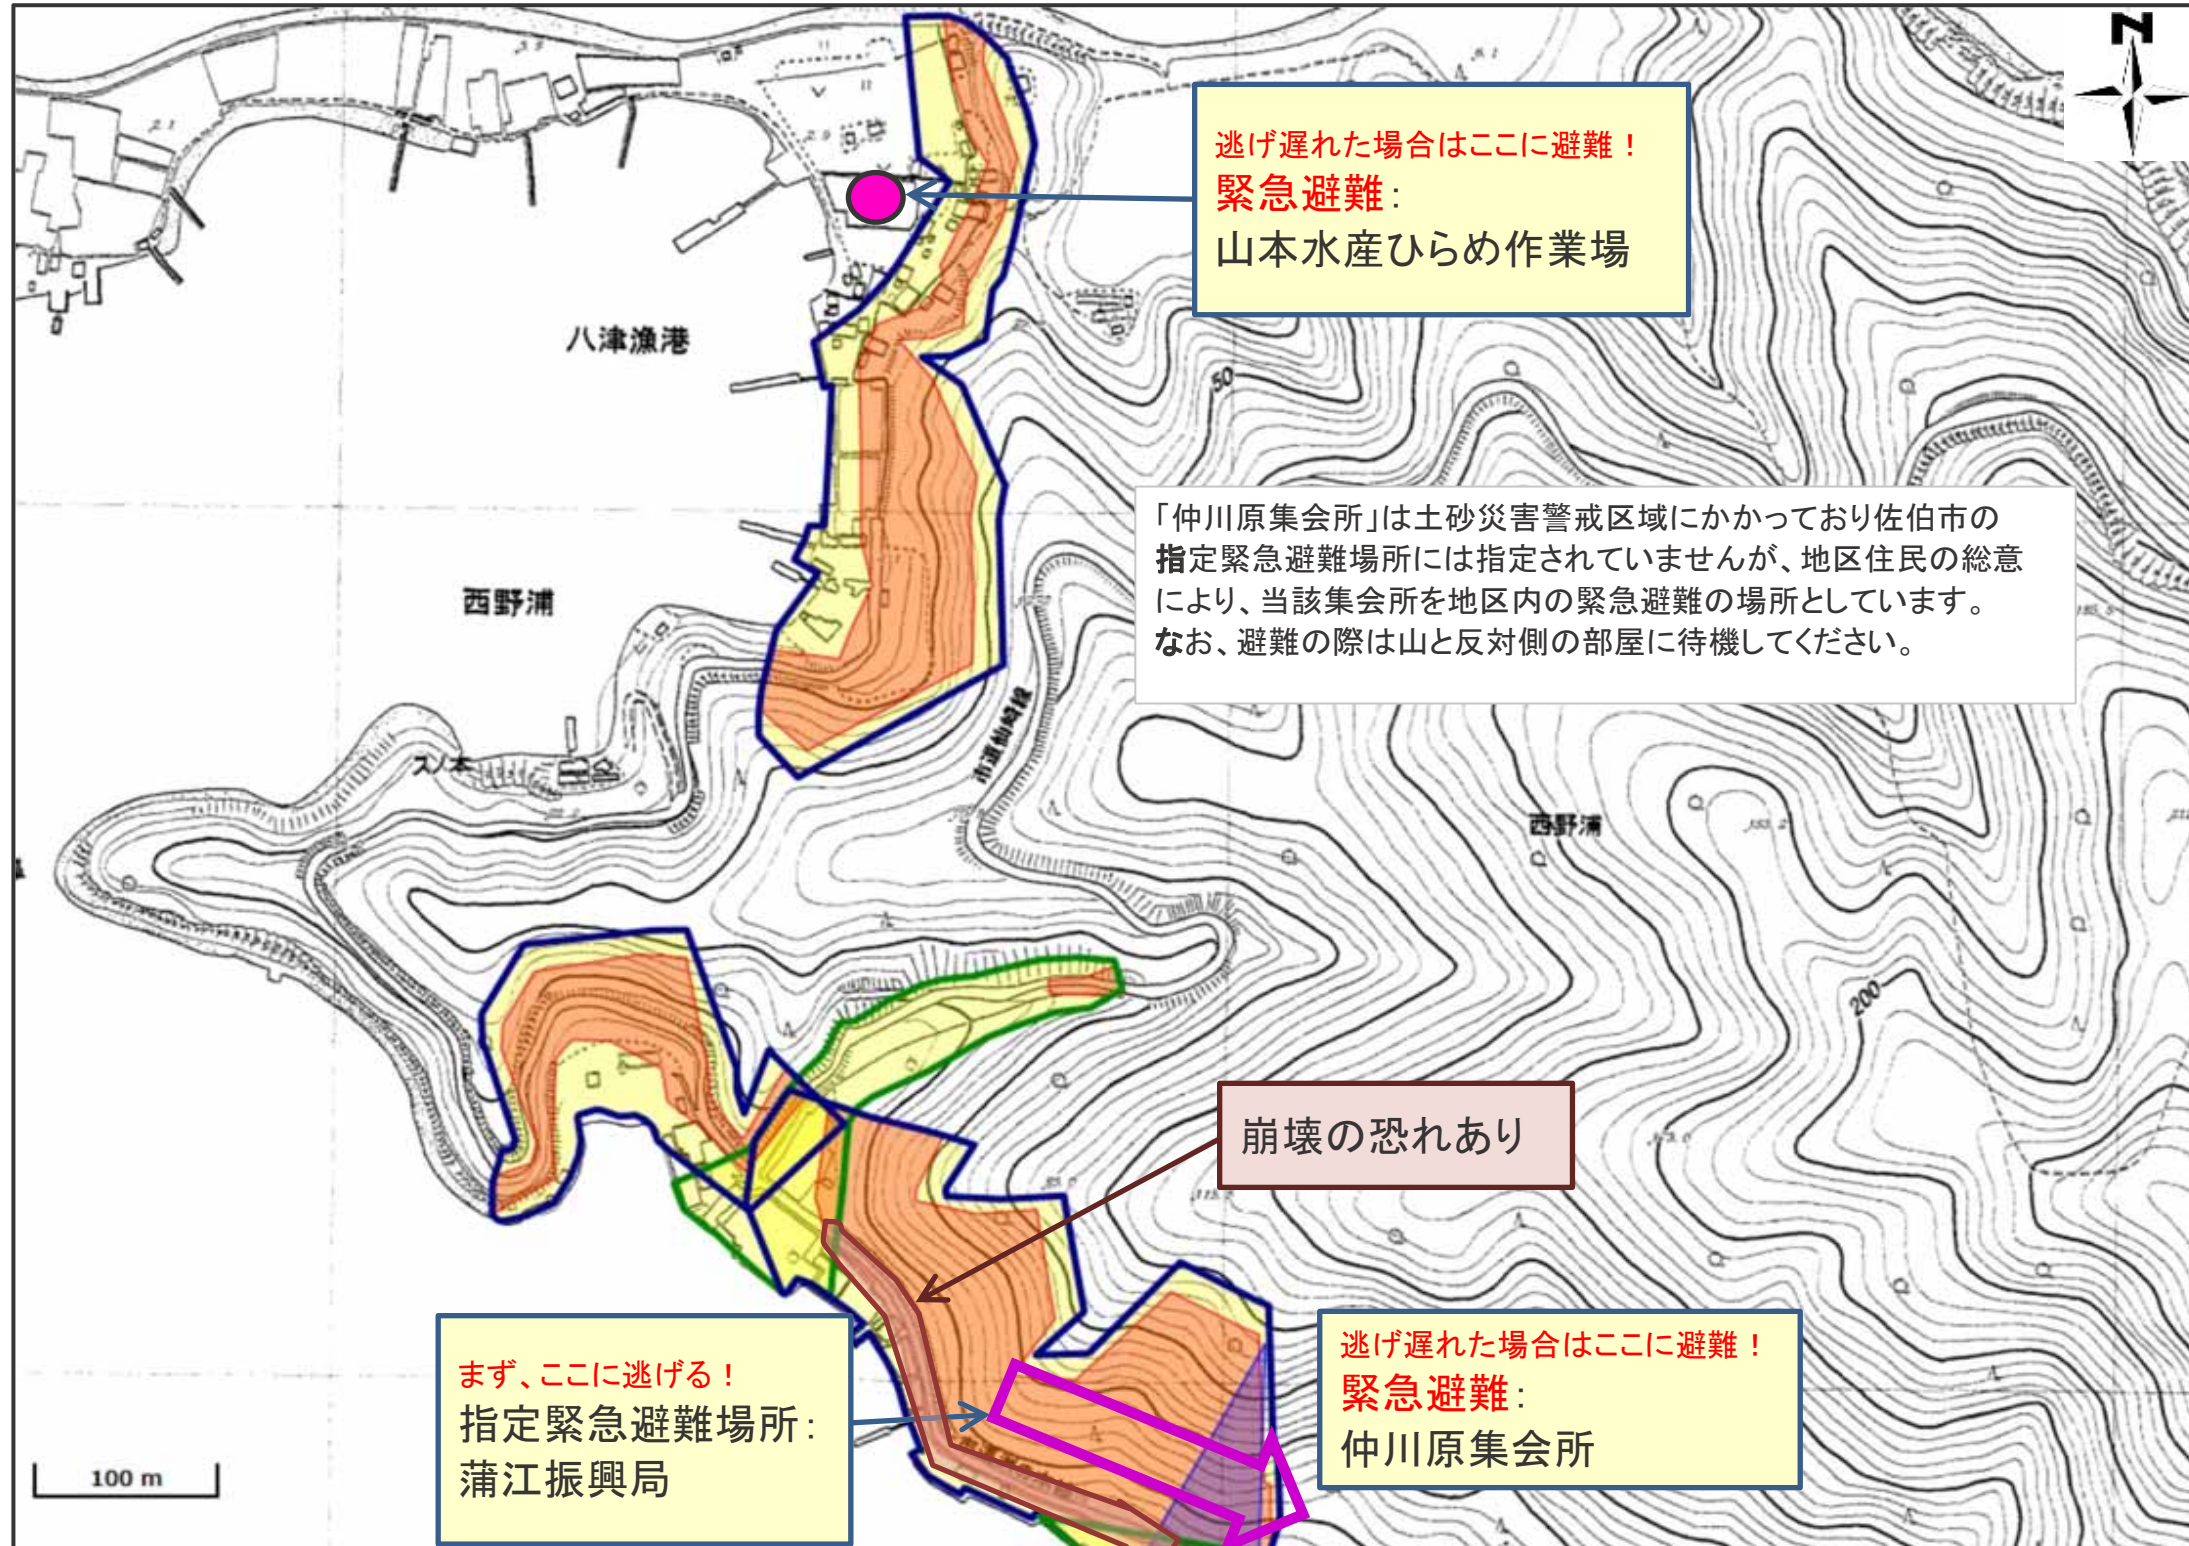 N
逃げ遅れた場合はここに避難！
緊急避難：
山本水産ひらめ作業場
八津漁港
50
「仲川原集会所」は土砂災害警戒区域にかかっており佐伯市の
指定緊急避難場所には指定されていませんが、地区住民の総意
により、当該集会所を地区内の緊急避難の場所としています。
なお、避難の際は山と反対側の部屋に待機してください。
西野浦
市道仙崎線
スノ本
西野浦
200
崩壊の恐れあり
まず、ここに逃げる！
指定緊急避難場所：
蒲江振興局
逃げ遅れた場合はここに避難！
緊急避難：
仲川原集会所
100 m